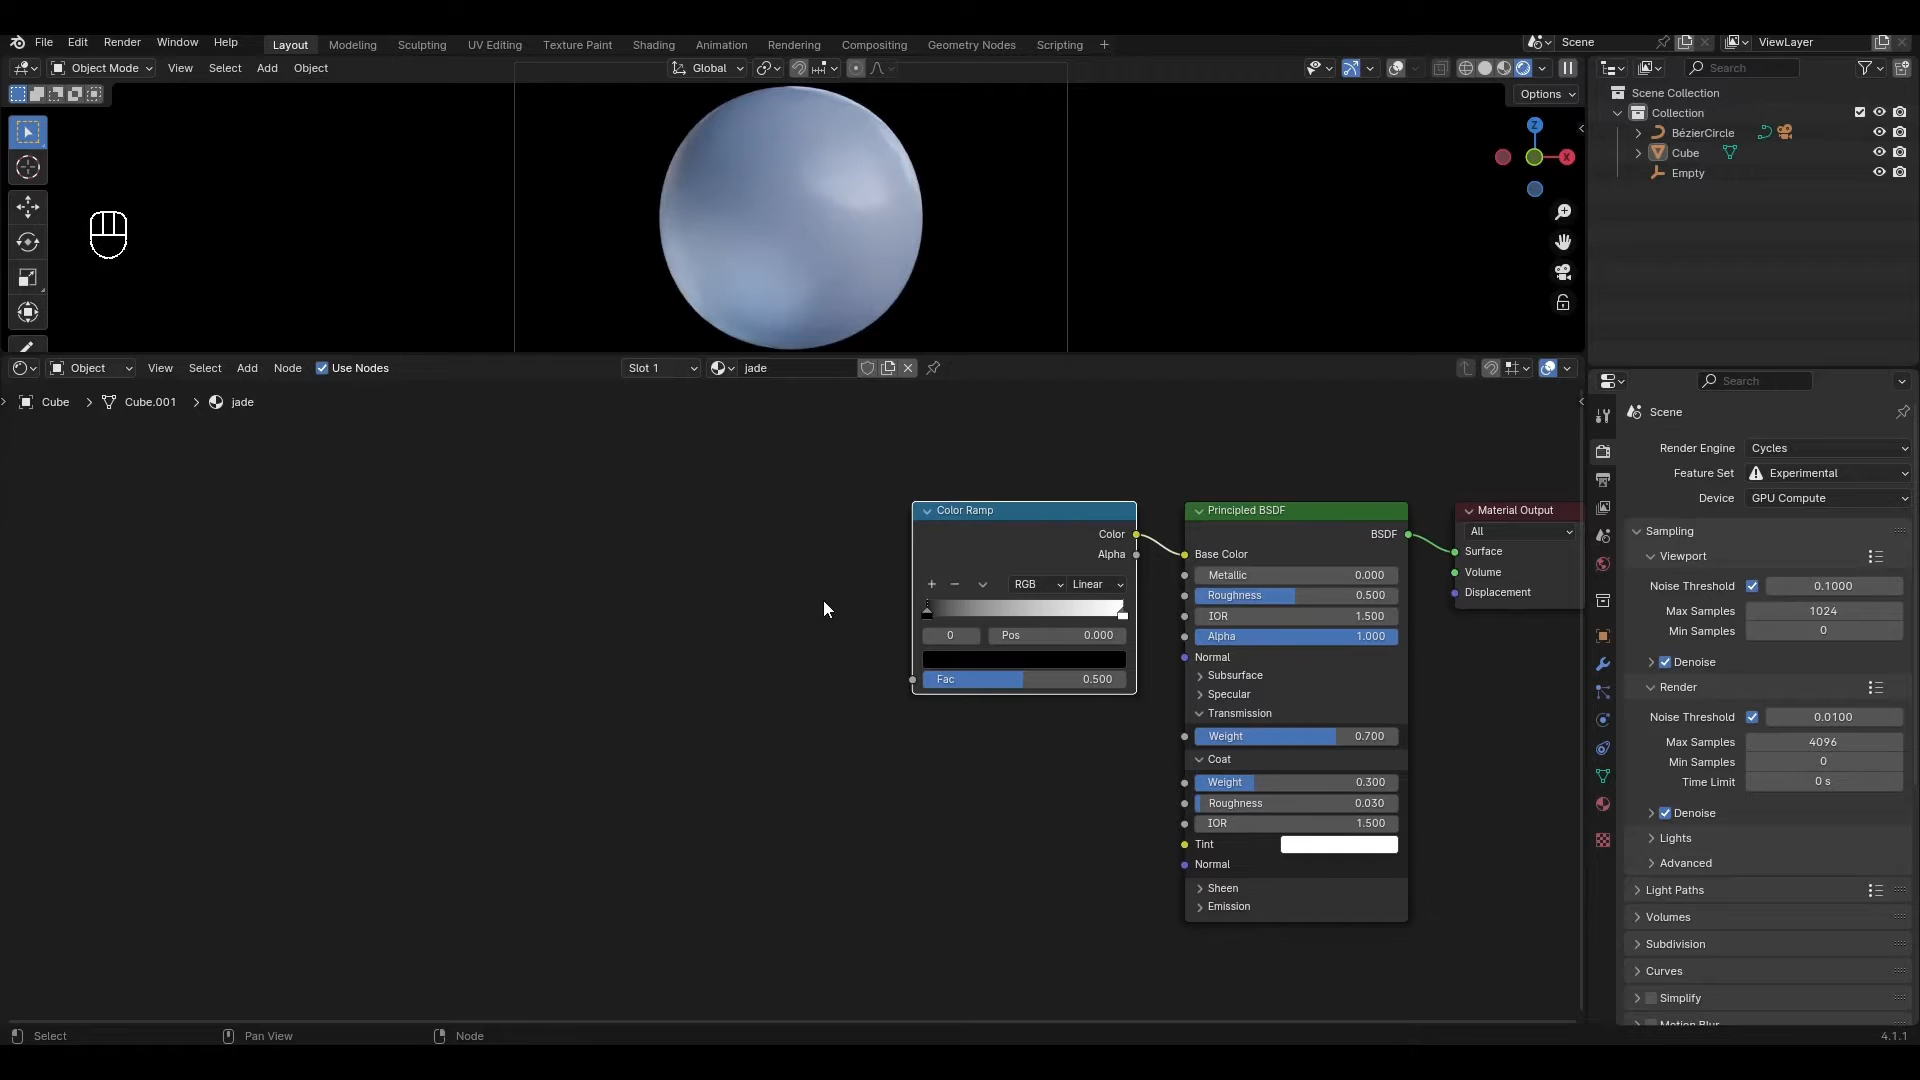 File Edit Render Window Help
Layout Modeling Sculpting UV Editing Texture Paint Shading Animation Rendering Compositing Geometry Nodes Scripting +
Scene
ViewLayer
Object Mode View Select Add Object
Global
Search
Options
Z
X
Scene Collection
Collection
BézierCircle
Cube
Empty
Object View Select Add Node Use Nodes
Slot 1
jade
Cube
Cube.001
jade
Search
Scene
Render Engine Cycles
Feature Set Experimental
Device GPU Compute
Sampling
Viewport
Noise Threshold 0.1000
Max Samples 1024
Min Samples 0
Denoise
Render
Noise Threshold 0.0100
Max Samples 4096
Min Samples 0
Time Limit 0 s
Denoise
Lights
Advanced
Light Paths
Volumes
Subdivision
Curves
Simplify
Motion Blur
Color Ramp
Color
Alpha
RGB Linear
0 Pos 0.000
Fac 0.500
Principled BSDF
BSDF
Base Color
Metallic 0.000
Roughness 0.500
IOR 1.500
Alpha 1.000
Normal
Subsurface
Specular
Transmission
Weight 0.700
Coat
Weight 0.300
Roughness 0.030
IOR 1.500
Tint
Normal
Sheen
Emission
Material Output
All
Surface
Volume
Displacement
Select
Pan View
Node
4.1.1